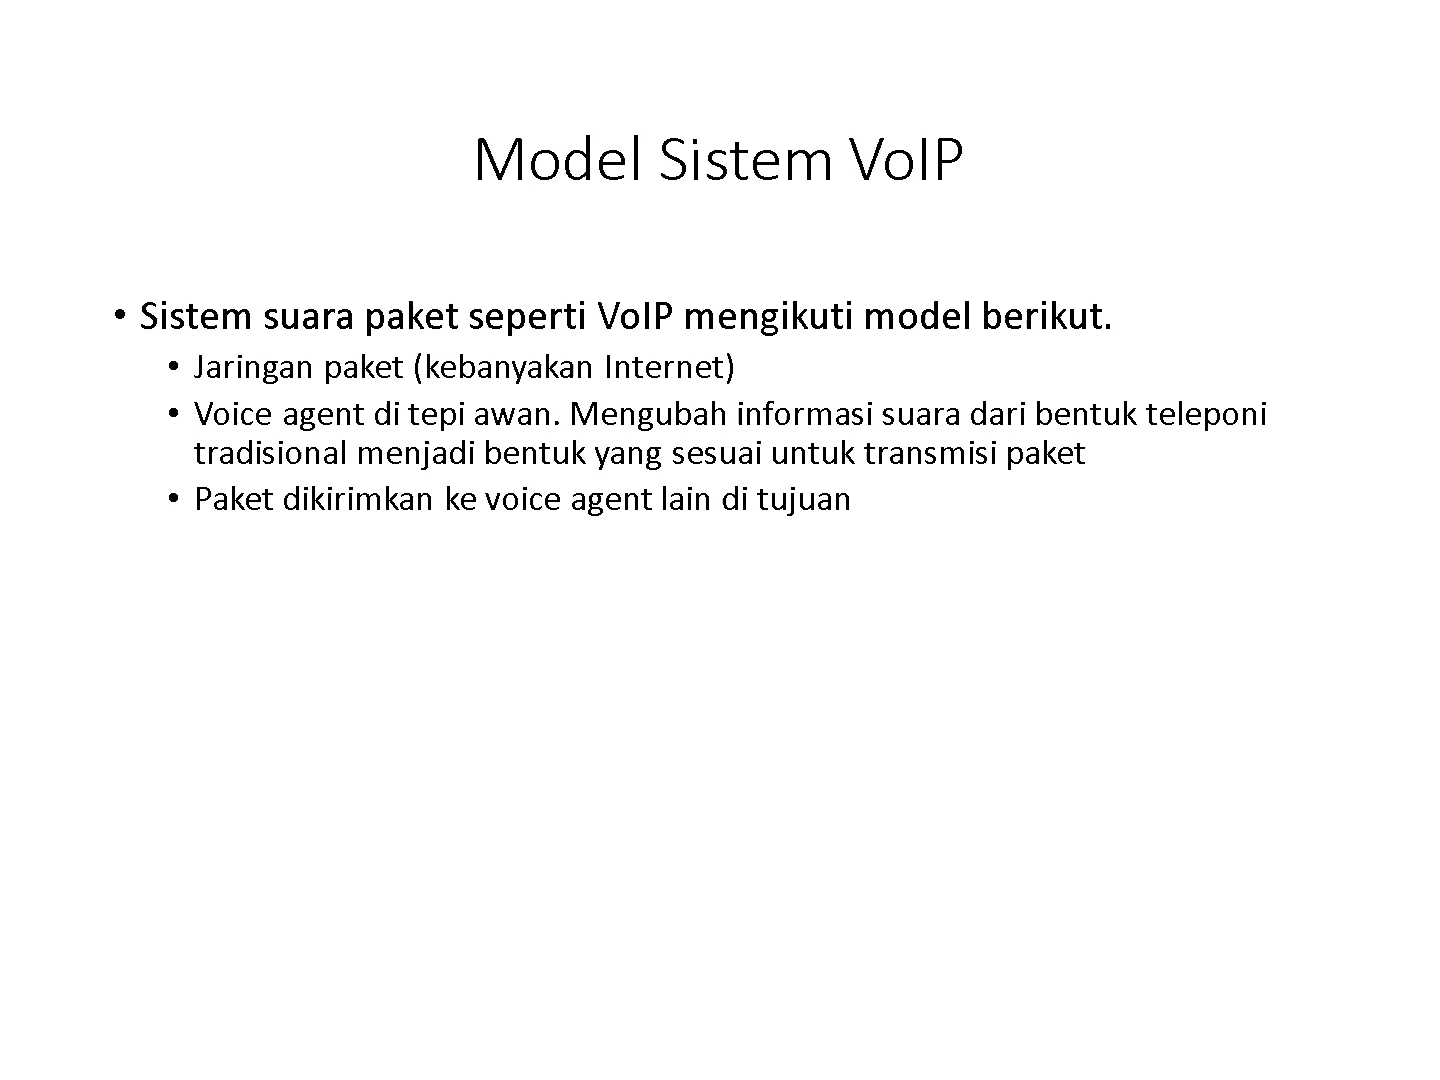 Model Sistem VoIP
• Sistem suara paket seperti VoIP mengikuti model berikut.
• Jaringan paket (kebanyakan Internet)
• Voice agent di tepi awan. Mengubah informasi suara dari bentuk teleponi
tradisional menjadi bentuk yang sesuai untuk transmisi paket
• Paket dikirimkan ke voice agent lain di tujuan